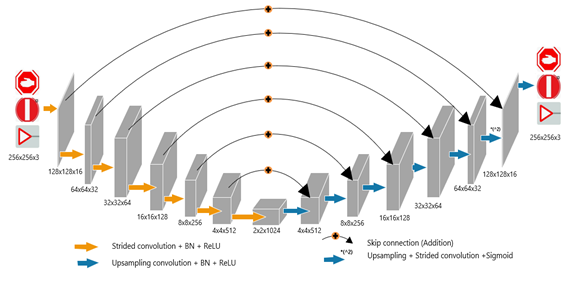 256x256x3
128x128x16
64x64x32
32x32x64
16x16x128
8x8x256
4x4x512
2x2x1024
4x4x512
8x8x256
16x16x128
32x32x64
64x64x32
*(^2)
128x128x16
*(^2)
256x256x3
Strided convolution + BN + ReLU
Upsampling convolution + BN + ReLU
Skip connection (Addition)
*(^2)
Upsampling + Strided convolution +Sigmoid